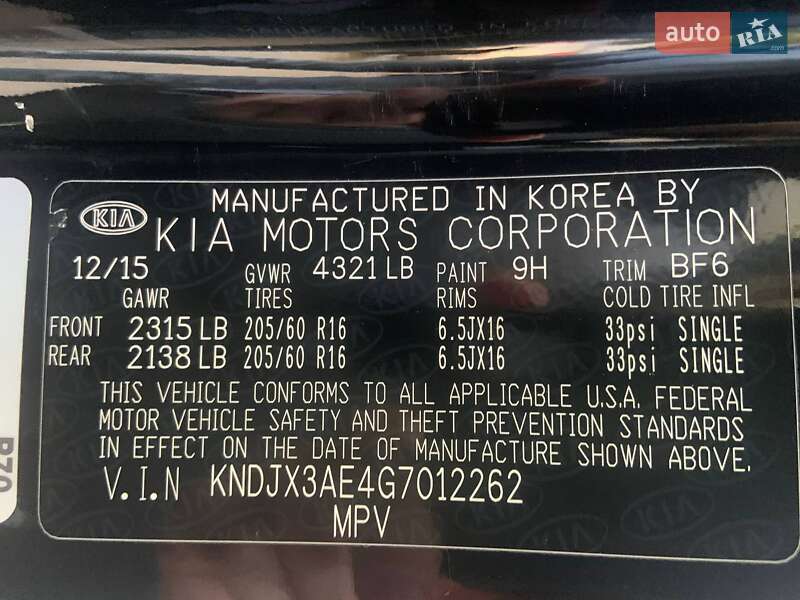 auto RIA.com
MANUFACTURED IN KOREA BY
KIA KIA MOTORS CORPORATION
12/15 GVWR 4321 LB PAINT 9H TRIM BF6
GAWR TIRES RIMS COLD TIRE INFL
FRONT 2315 LB 205/60 R16 6.5JX16 33psi SINGLE
REAR 2138 LB 205/60 R16 6.5JX16 33psi SINGLE
THIS VEHICLE CONFORMS TO ALL APPLICABLE U.S.A. FEDERAL
MOTOR VEHICLE SAFETY AND THEFT PREVENTION STANDARDS
IN EFFECT ON THE DATE OF MANUFACTURE SHOWN ABOVE.
V.I.N KNDJX3AE4G7012262
MPV